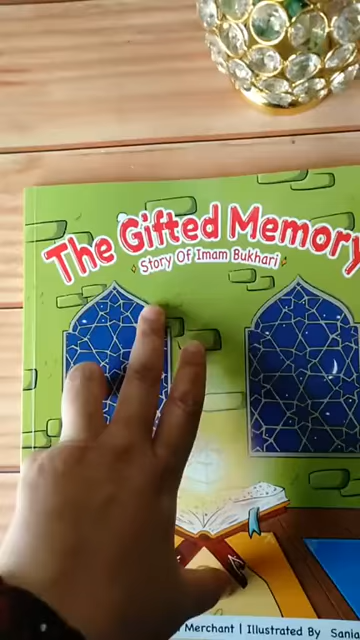 The Gifted Memory
Story Of Imam Bukhari
Merchant | Illustrated By